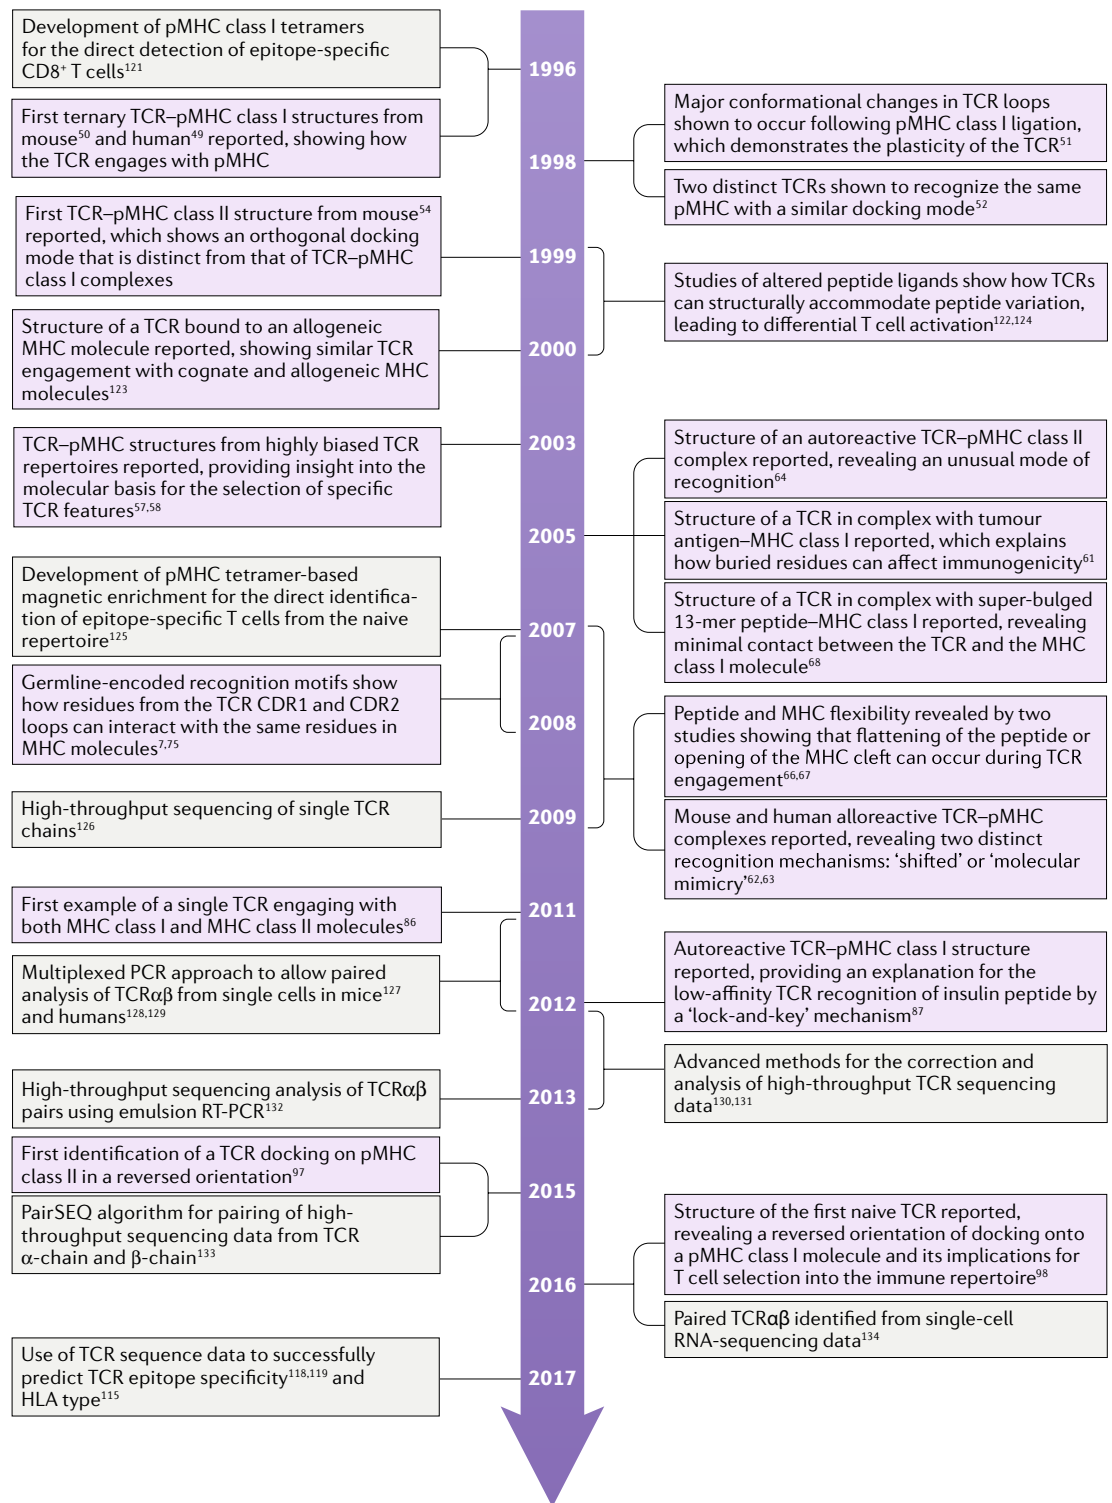 Development of pMHC class I tetramers
for the direct detection of epitope-specific
CD8⁺ T cells¹²¹
1996
First ternary TCR–pMHC class I structures from
mouse⁵⁰ and human⁴⁹ reported, showing how
the TCR engages with pMHC
Major conformational changes in TCR loops
shown to occur following pMHC class I ligation,
which demonstrates the plasticity of the TCR⁵¹
1998
Two distinct TCRs shown to recognize the same
pMHC with a similar docking mode⁵²
First TCR–pMHC class II structure from mouse⁵⁴
reported, which shows an orthogonal docking
mode that is distinct from that of TCR–pMHC
class I complexes
1999
Studies of altered peptide ligands show how TCRs
can structurally accommodate peptide variation,
leading to differential T cell activation¹²²,¹²⁴
Structure of a TCR bound to an allogeneic
MHC molecule reported, showing similar TCR
engagement with cognate and allogeneic MHC
molecules¹²³
2000
TCR–pMHC structures from highly biased TCR
repertoires reported, providing insight into the
molecular basis for the selection of specific
TCR features⁵⁷,⁵⁸
2003
Structure of an autoreactive TCR–pMHC class II
complex reported, revealing an unusual mode of
recognition⁶⁴
2005
Structure of a TCR in complex with tumour
antigen–MHC class I reported, which explains
how buried residues can affect immunogenicity⁶¹
Structure of a TCR in complex with super-bulged
13-mer peptide–MHC class I reported, revealing
minimal contact between the TCR and the MHC
class I molecule⁶⁸
Development of pMHC tetramer-based
magnetic enrichment for the direct identifica-
tion of epitope-specific T cells from the naive
repertoire¹²⁵
2007
Germline-encoded recognition motifs show
how residues from the TCR CDR1 and CDR2
loops can interact with the same residues in
MHC molecules⁷,⁷⁵
2008
Peptide and MHC flexibility revealed by two
studies showing that flattening of the peptide or
opening of the MHC cleft can occur during TCR
engagement⁶⁶,⁶⁷
High-throughput sequencing of single TCR
chains¹²⁶
2009
Mouse and human alloreactive TCR–pMHC
complexes reported, revealing two distinct
recognition mechanisms: ‘shifted’ or ‘molecular
mimicry’⁶²,⁶³
First example of a single TCR engaging with
both MHC class I and MHC class II molecules⁸⁶
2011
Multiplexed PCR approach to allow paired
analysis of TCRαβ from single cells in mice¹²⁷
and humans¹²⁸,¹²⁹
2012
Autoreactive TCR–pMHC class I structure
reported, providing an explanation for the
low-affinity TCR recognition of insulin peptide by
a ‘lock-and-key’ mechanism⁸⁷
Advanced methods for the correction and
analysis of high-throughput TCR sequencing
data¹³⁰,¹³¹
High-throughput sequencing analysis of TCRαβ
pairs using emulsion RT-PCR¹³²
2013
First identification of a TCR docking on pMHC
class II in a reversed orientation⁹⁷
2015
PairSEQ algorithm for pairing of high-
throughput sequencing data from TCR
α-chain and β-chain¹³³
Structure of the first naive TCR reported,
revealing a reversed orientation of docking onto
a pMHC class I molecule and its implications for
T cell selection into the immune repertoire⁹⁸
2016
Paired TCRαβ identified from single-cell
RNA-sequencing data¹³⁴
Use of TCR sequence data to successfully
predict TCR epitope specificity¹¹⁸,¹¹⁹ and
HLA type¹¹⁵
2017